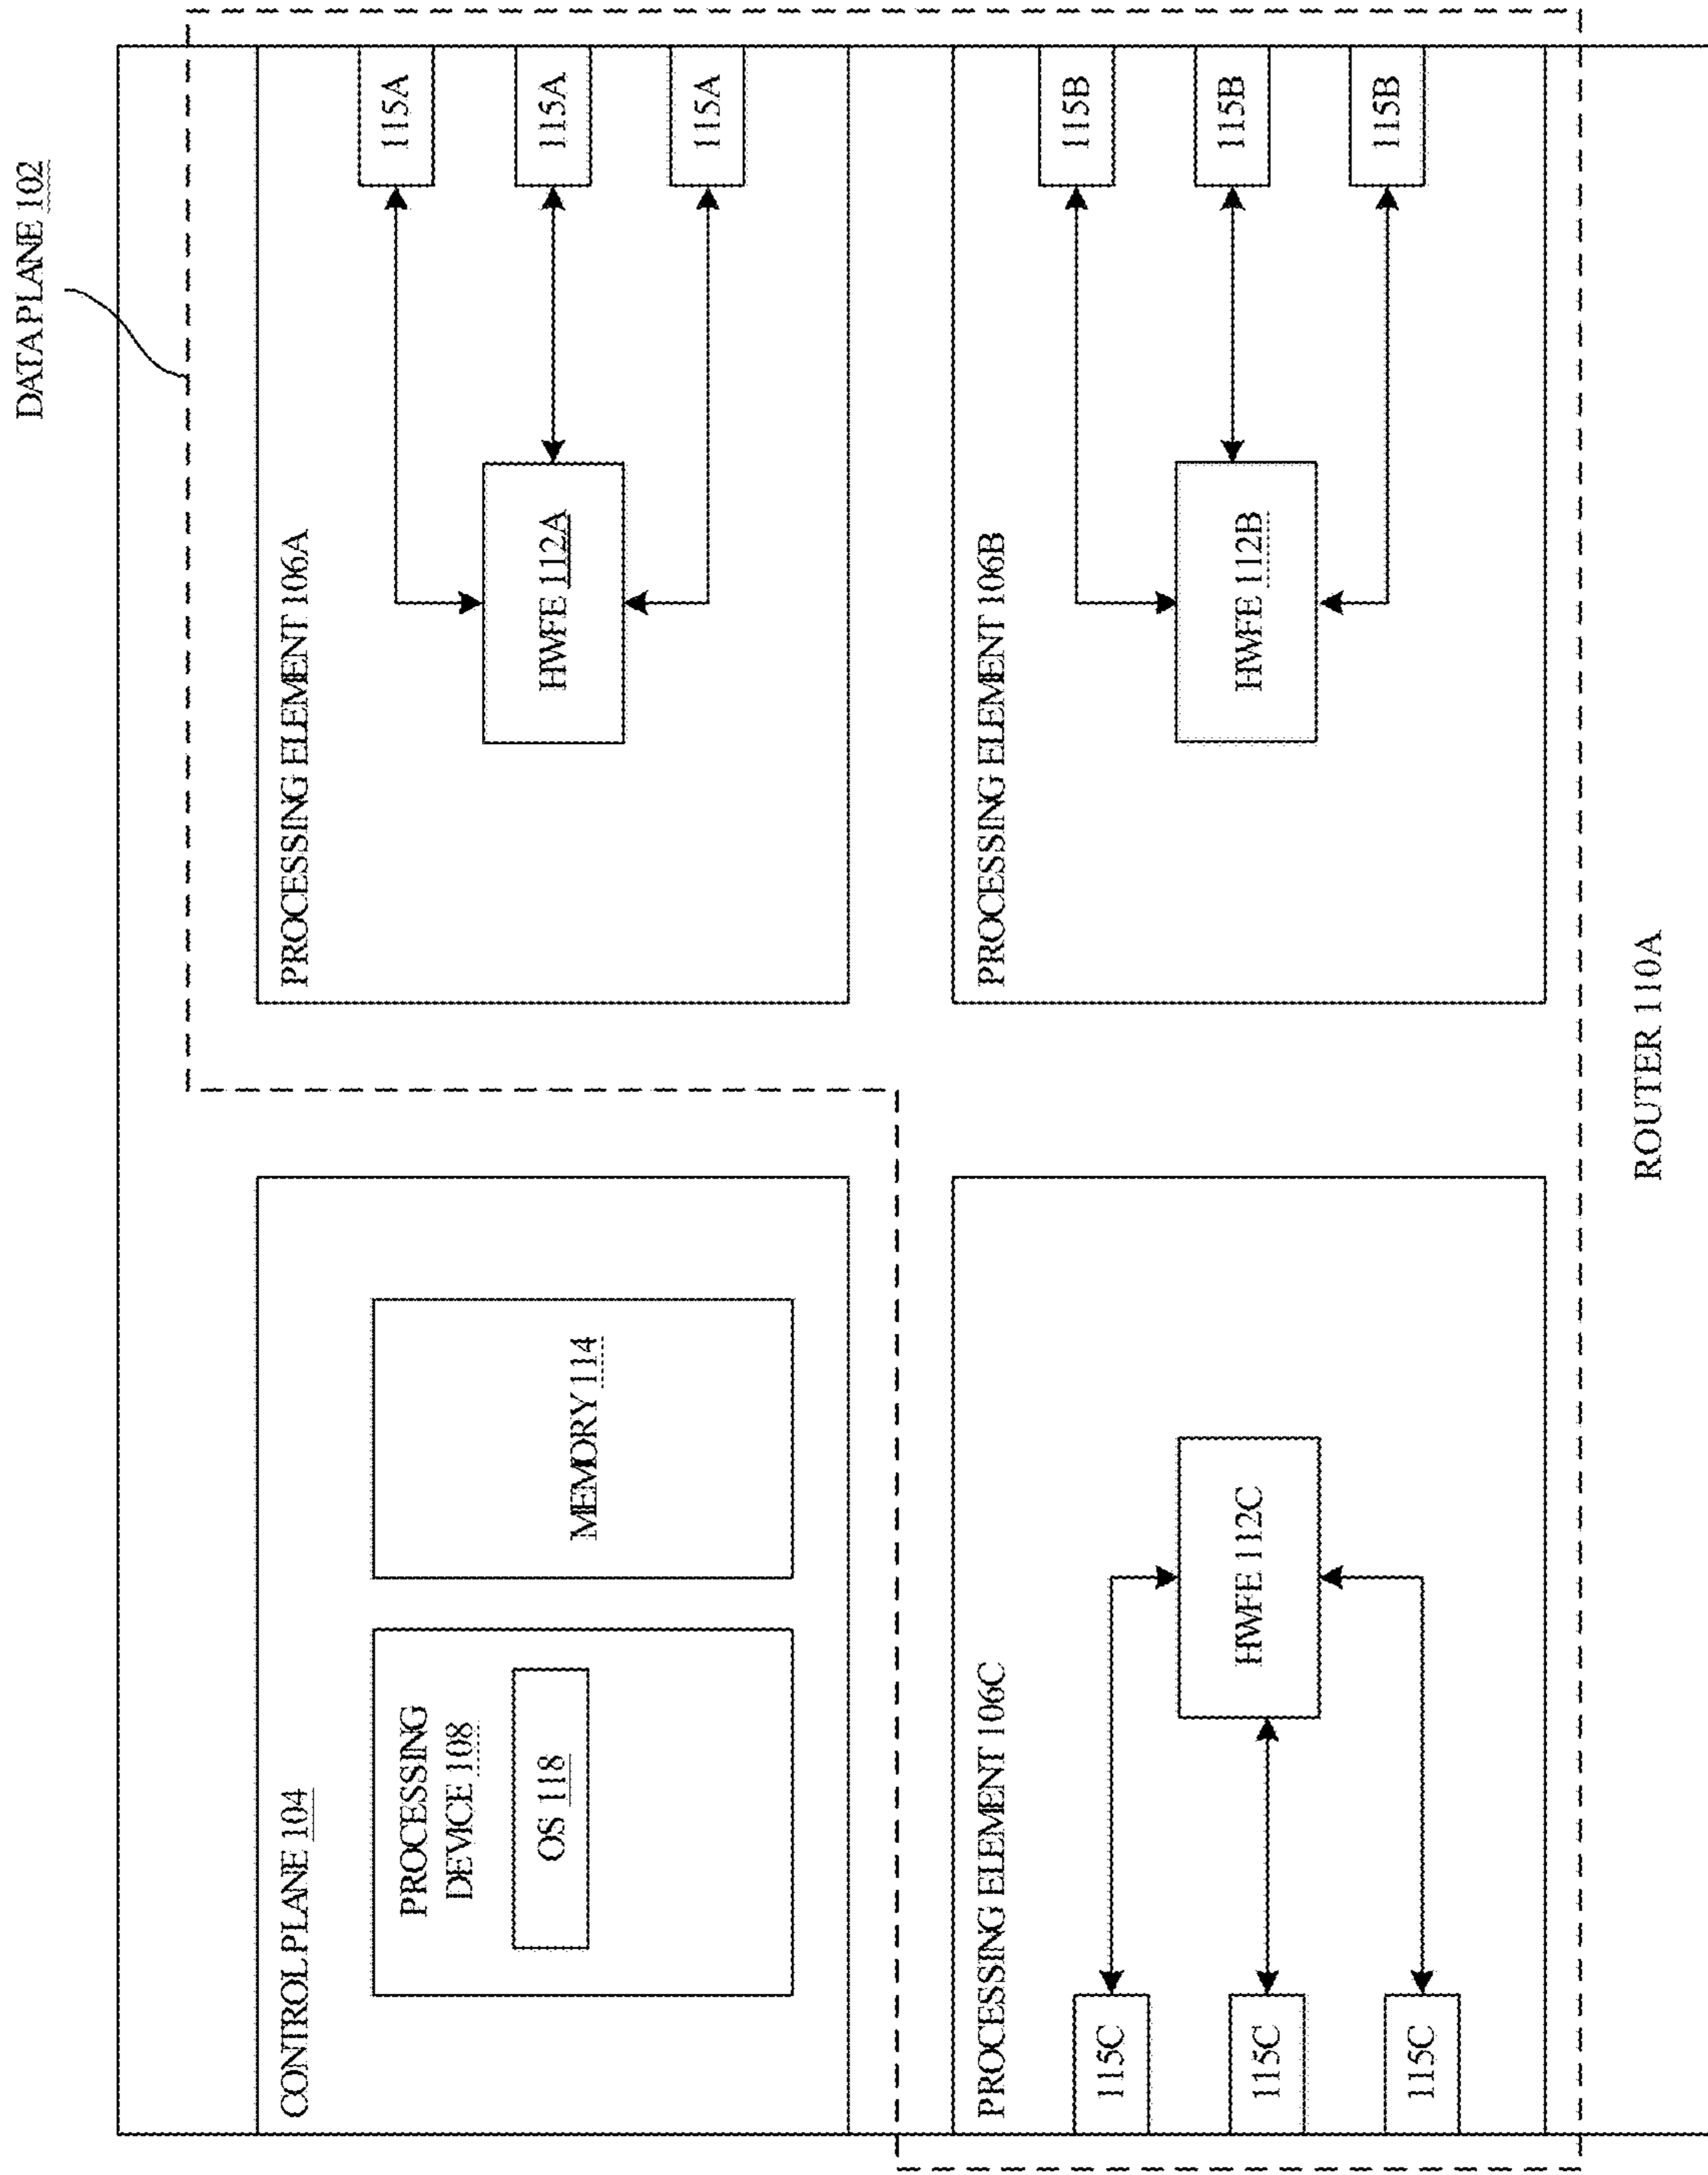 DATA PLANE 102
CONTROL PLANE 104
PROCESSING
DEVICE 108
OS 118
MEMORY 114
PROCESSING ELEMENT 106A
HWFE 112A
115A
115A
115A
PROCESSING ELEMENT 106C
115C
115C
115C
HWFE 112C
PROCESSING ELEMENT 106B
HWFE 112B
115B
115B
115B
ROUTER 110A